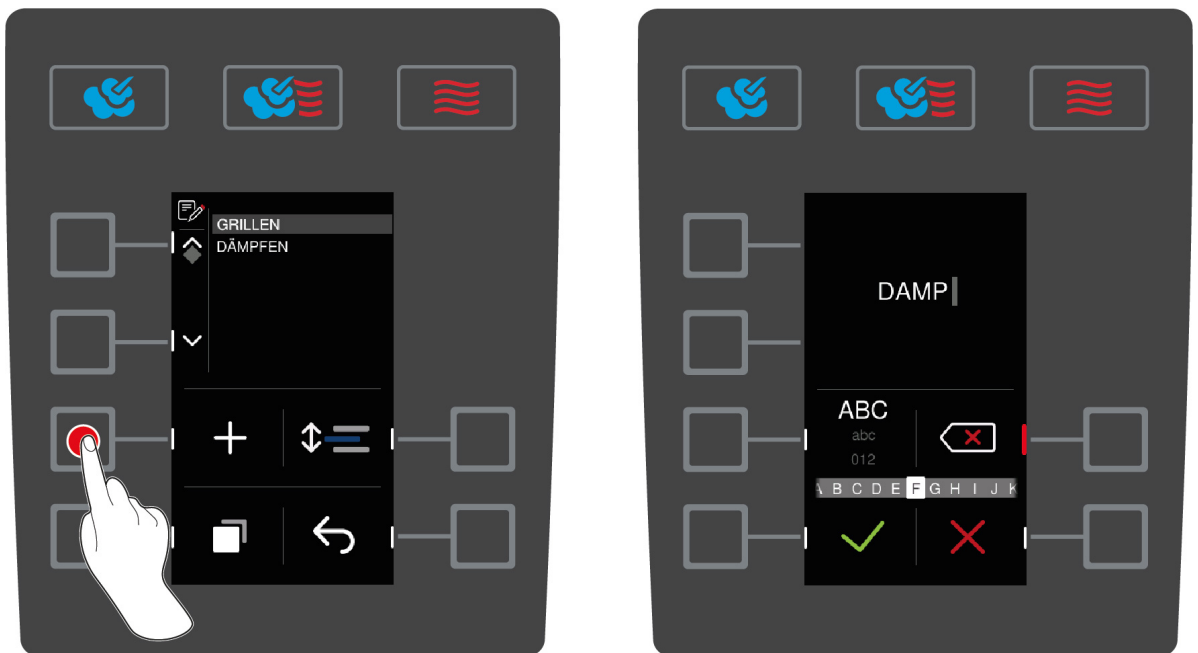 GRILLEN
DÄMPFEN
DAMP
ABC
abc
012
A B C D E F G H I J K